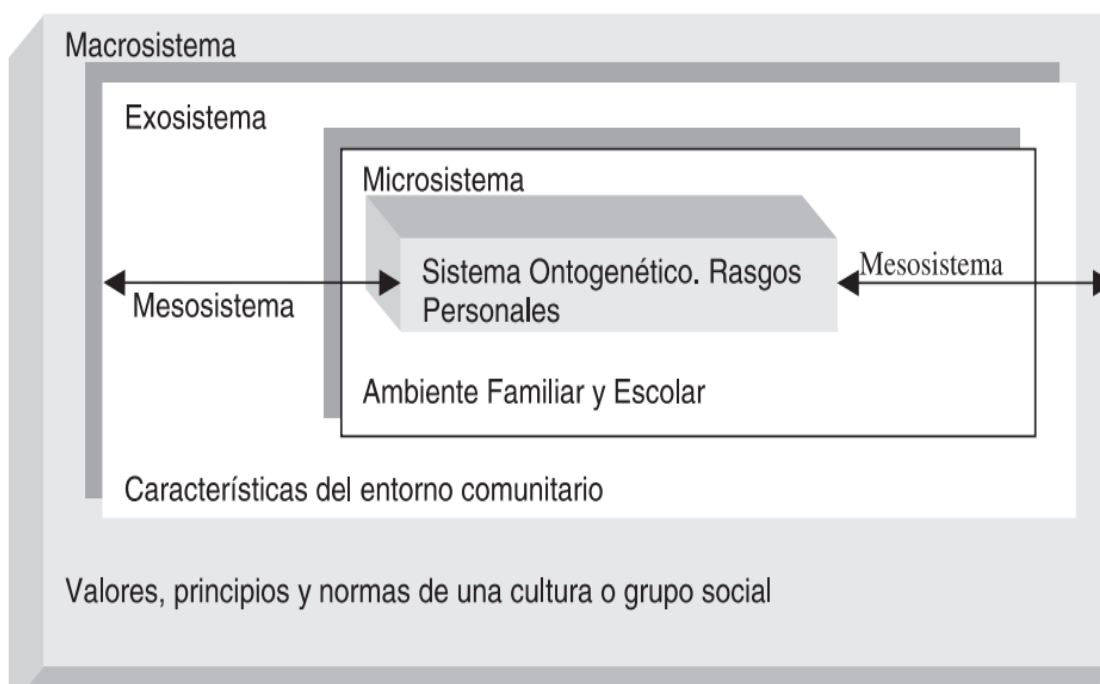 Macrosistema
Exosistema
Microsistema
Sistema Ontogenético. Rasgos
Personales
Mesosistema
Mesosistema
Ambiente Familiar y Escolar
Características del entorno comunitario
Valores, principios y normas de una cultura o grupo social